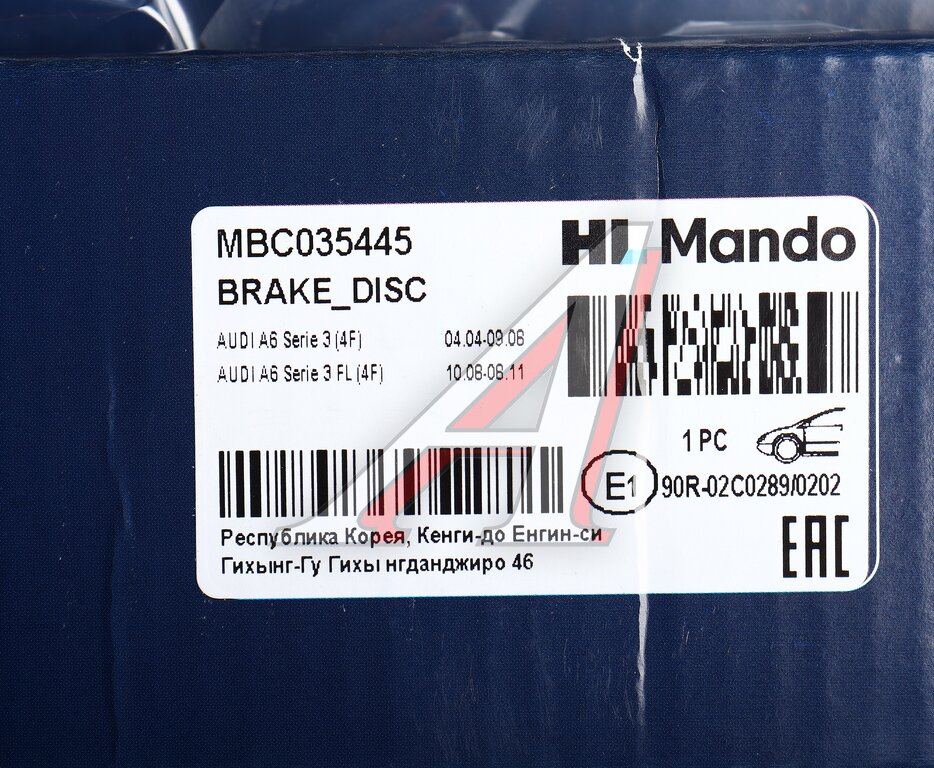 MBC035445
HL Mando
BRAKE_DISC
AUDI A6 Serie 3 (4F) 04.04-09.08
AUDI A6 Serie 3 FL (4F) 10.08-08.11
1 PC
E1 90R-02C0289/0202
Республика Корея, Кенги-до Енгин-си
Гихынг-Гу Гихы нгданджиро 46
EAC